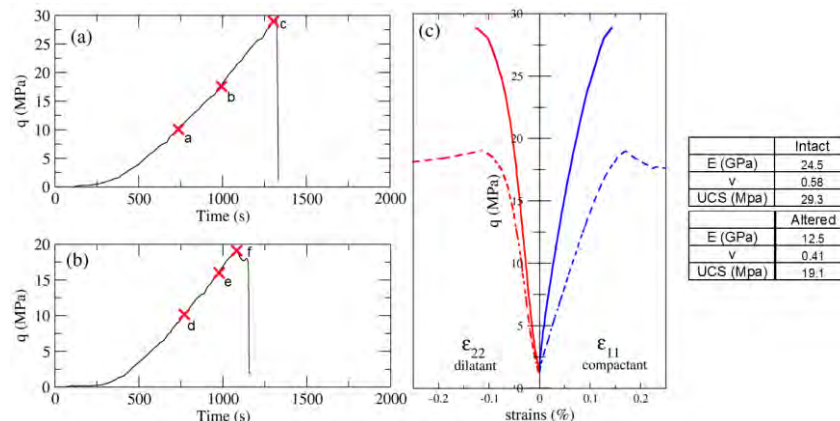 (a)
q (MPa)
30
25
20
15
10
5
0
a
b
c
0 500 1000 1500 2000
Time (s)
(b)
q (MPa)
20
15
10
5
0
d
e
f
0 500 1000 1500 2000
Time (s)
(c)
q (MPa)
30
25
20
15
10
5
0
ε22
dilatant
ε11
compactant
-0.2 -0.1 0 0.1 0.2
strains (%)
Intact
E (GPa) 24.5
ν 0.58
UCS (Mpa) 29.3
Altered
E (GPa) 12.5
ν 0.41
UCS (Mpa) 19.1